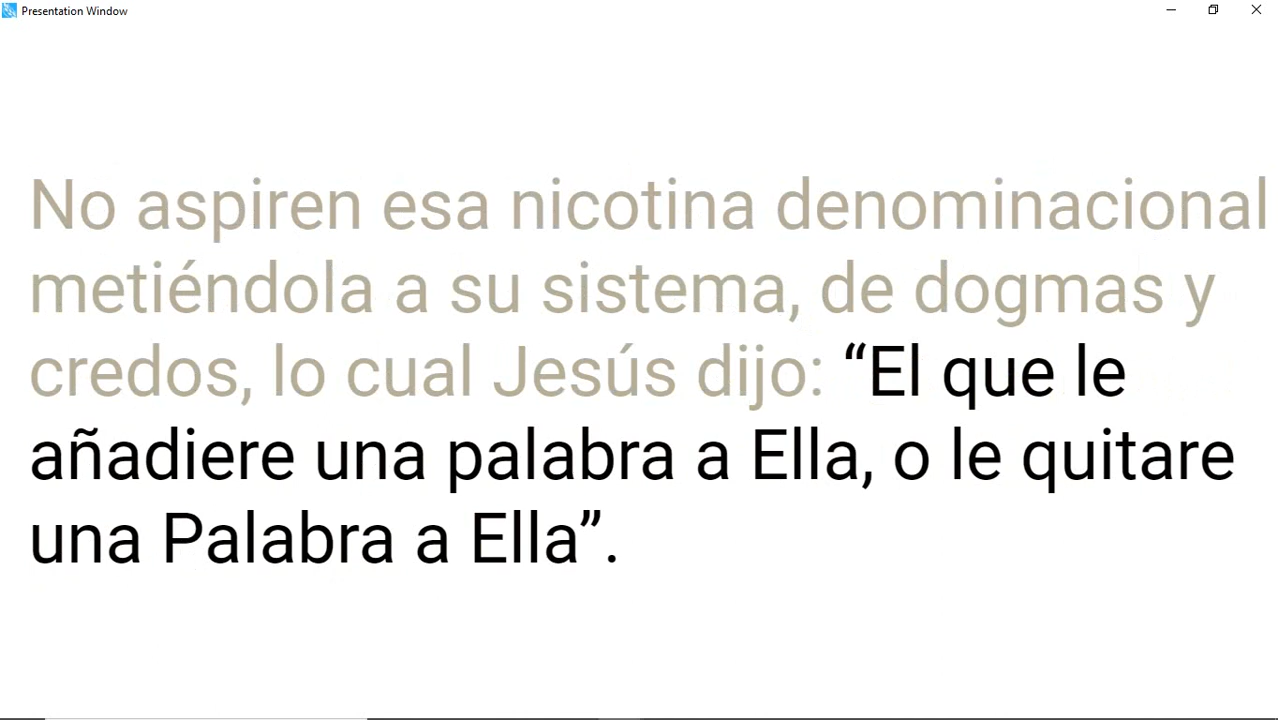 Presentation Window
No aspiren esa nicotina denominacional
metiéndola a su sistema, de dogmas y
credos, lo cual Jesús dijo: “El que le
añadiere una palabra a Ella, o le quitare
una Palabra a Ella”.